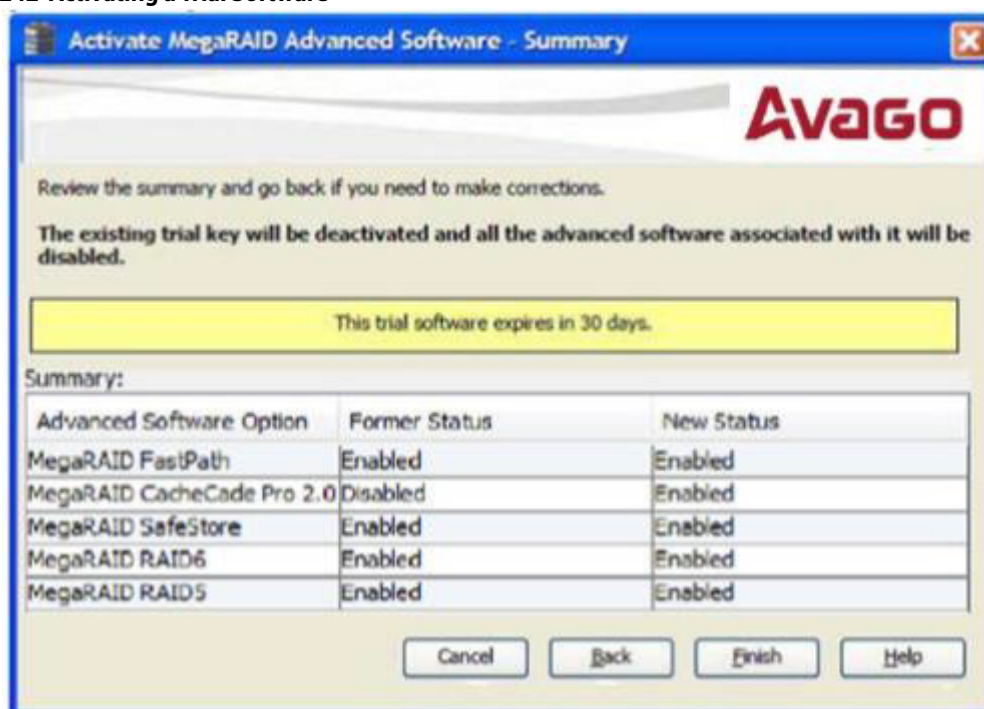 Activating a Trial Software
Activate MegaRAID Advanced Software - Summary
AVAGO
Review the summary and go back if you need to make corrections.
The existing trial key will be deactivated and all the advanced software associated with it will be
disabled.
This trial software expires in 30 days.
Summary:
Advanced Software Option Former Status New Status
MegaRAID FastPath Enabled Enabled
MegaRAID CacheCade Pro 2.0 Disabled Enabled
MegaRAID SafeStore Enabled Enabled
MegaRAID RAID6 Enabled Enabled
MegaRAID RAID5 Enabled Enabled
Cancel Back Finish Help